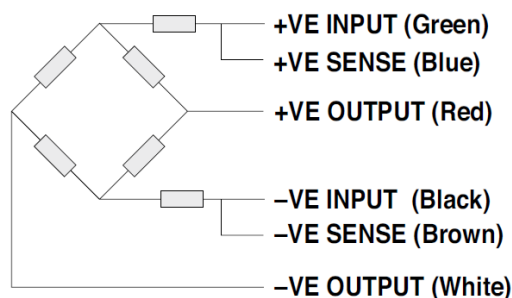 +VE INPUT (Green)
+VE SENSE (Blue)
+VE OUTPUT (Red)
–VE INPUT (Black)
–VE SENSE (Brown)
–VE OUTPUT (White)